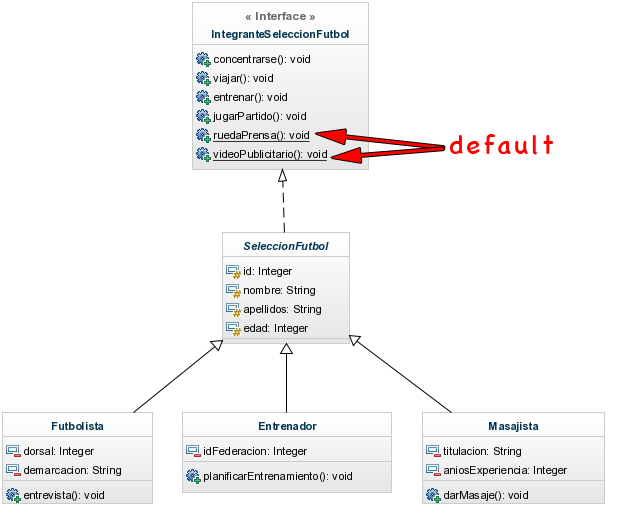 « Interface »
IntegranteSeleccionFutbol
concentrarse(): void
viajar(): void
entrenar(): void
jugarPartido(): void
ruedaPrensa(): void
videoPublicitario(): void
default
SeleccionFutbol
id: Integer
nombre: String
apellidos: String
edad: Integer
Futbolista
dorsal: Integer
demarcacion: String
entrevista(): void
Entrenador
idFederacion: Integer
planificarEntrenamiento(): void
Masajista
titulacion: String
aniosExperiencia: Integer
darMasaje(): void